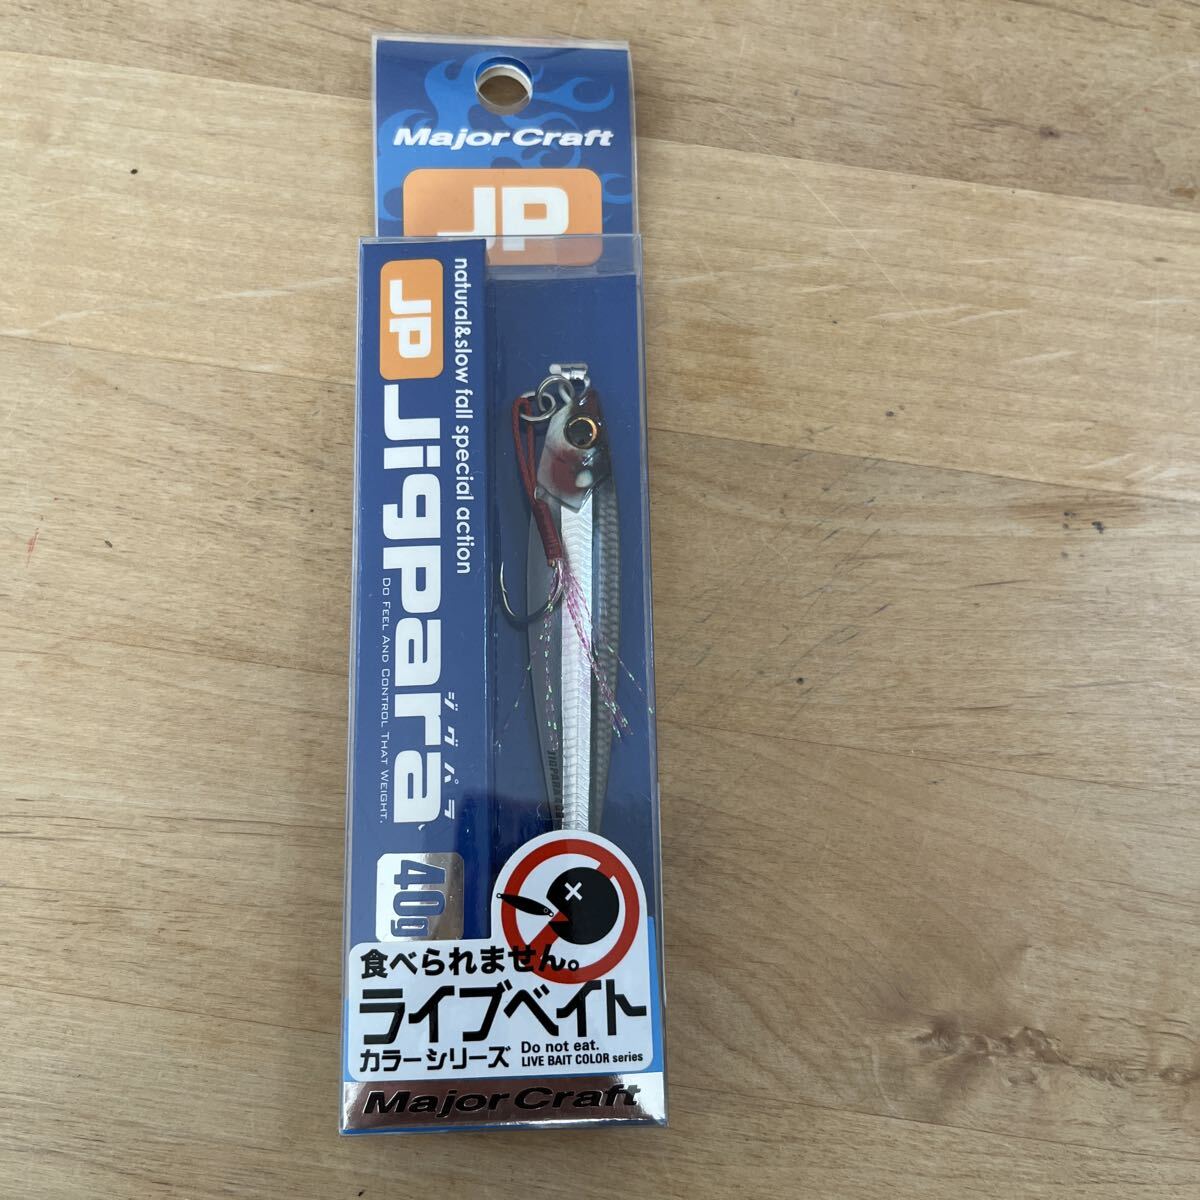 Major Craft
JP
JP
Jigpara
natural&slow fall special action
ジグパラ
DO FEEL AND CONTROL THAT WEIGHT.
40g
食べられません。
ライブベイト
カラーシリーズ
Do not eat.
LIVE BAIT COLOR series
Major Craft